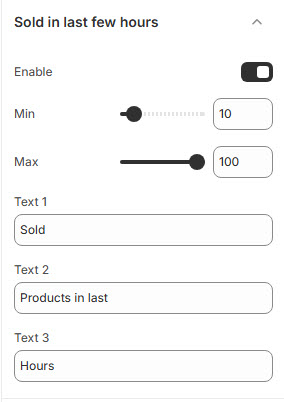 Sold in last few hours
Enable
Min 10
Max 100
Text 1
Sold
Text 2
Products in last
Text 3
Hours